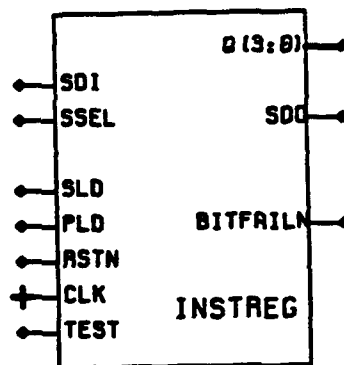 Q(3:0)
SDI
SSEL
SDO
SLD
PLD
BITFAILN
RSTN
CLK
INSTREG
TEST